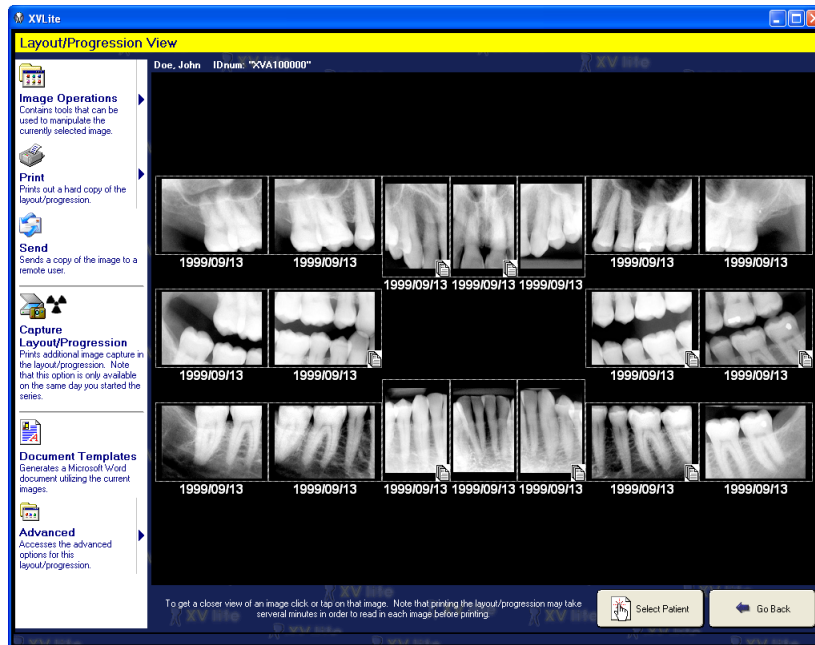 XVLite
Layout/Progression View
Doe, John IDnum: "XVA100000"
XV lite
Image Operations
Contains tools that can be
used to manipulate the
currently selected image.
Print
Prints out a hard copy of the
layout/progression.
Send
Sends a copy of the image to a
remote user.
Capture
Layout/Progression
Prints additional image capture in
the layout/progression. Note
that this option is only available
on the same day you started the
series.
Document Templates
Generates a Microsoft Word
document utilizing the current
images.
Advanced
Accesses the advanced
options for this
layout/progression.
1999/09/13 1999/09/13 1999/09/13 1999/09/13
1999/09/13 1999/09/13 1999/09/13
1999/09/13 1999/09/13 1999/09/13 1999/09/13
1999/09/13 1999/09/13 1999/09/13 1999/09/13 1999/09/13 1999/09/13 1999/09/13
XV lite
To get a closer view of an image click or tap on that image. Note that printing the layout/progression may take
serveral minutes in order to read in each image before printing.
XV lite
XV lite
Select Patient
Go Back